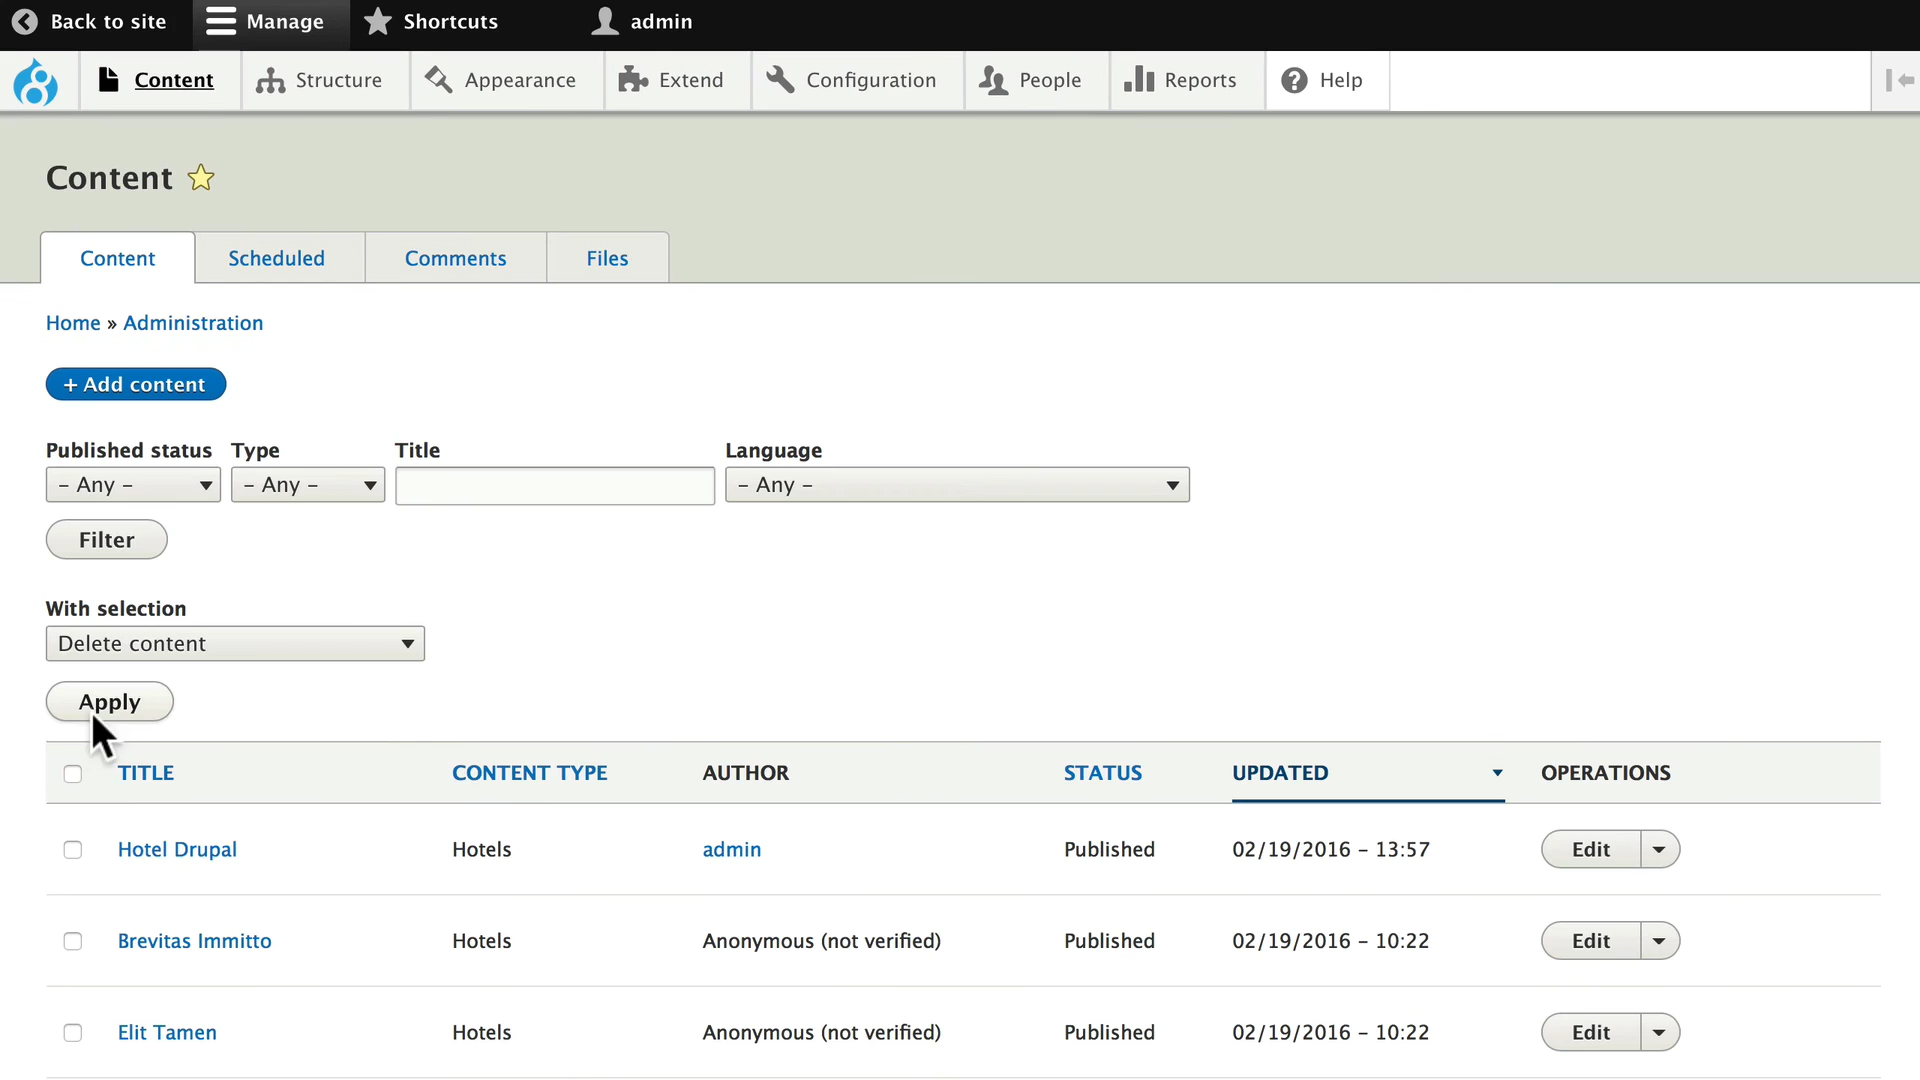 Back to site Manage Shortcuts admin
Content Structure Appearance Extend Configuration People Reports Help
Content
Content Scheduled Comments Files
Home » Administration
+ Add content
Published status Type Title Language
– Any – – Any – – Any –
Filter
With selection
Delete content
Apply
TITLE CONTENT TYPE AUTHOR STATUS UPDATED OPERATIONS
Hotel Drupal Hotels admin Published 02/19/2016 – 13:57 Edit
Brevitas Immitto Hotels Anonymous (not verified) Published 02/19/2016 – 10:22 Edit
Elit Tamen Hotels Anonymous (not verified) Published 02/19/2016 – 10:22 Edit